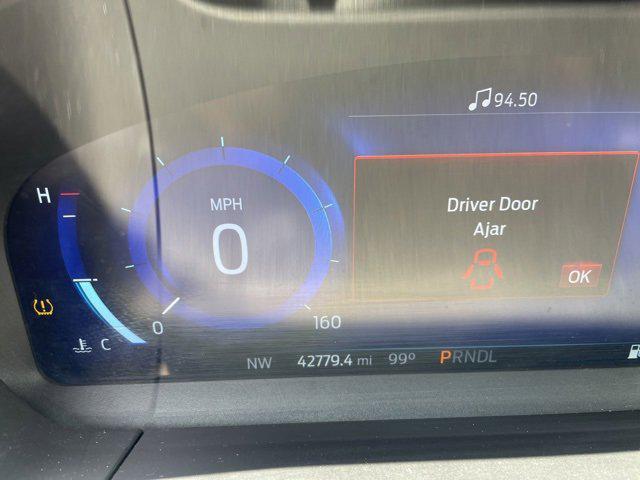 94.50
H
MPH
Driver Door
0
Ajar
OK
0
160
C
NW 42779.4 mi 99° PRNDL